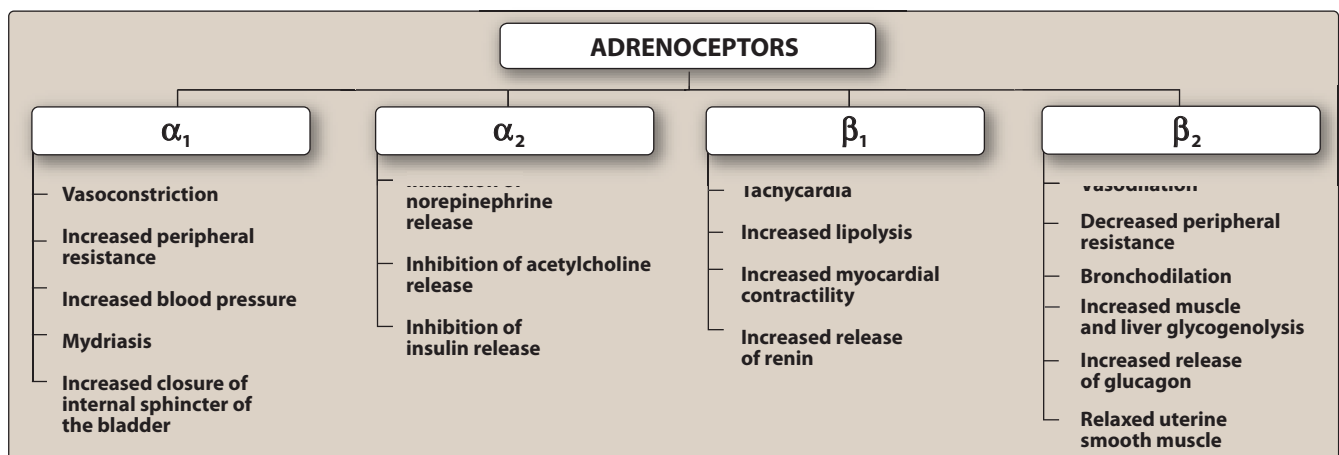 ADRENOCEPTORS
α1
Vasoconstriction
Increased peripheral
resistance
Increased blood pressure
Mydriasis
Increased closure of
internal sphincter of
the bladder
α2
norepinephrine
release
Inhibition of acetylcholine
release
Inhibition of
insulin release
β1
Tachycardia
Increased lipolysis
Increased myocardial
contractility
Increased release
of renin
β2
Vasodilation
Decreased peripheral
resistance
Bronchodilation
Increased muscle
and liver glycogenolysis
Increased release
of glucagon
Relaxed uterine
smooth muscle